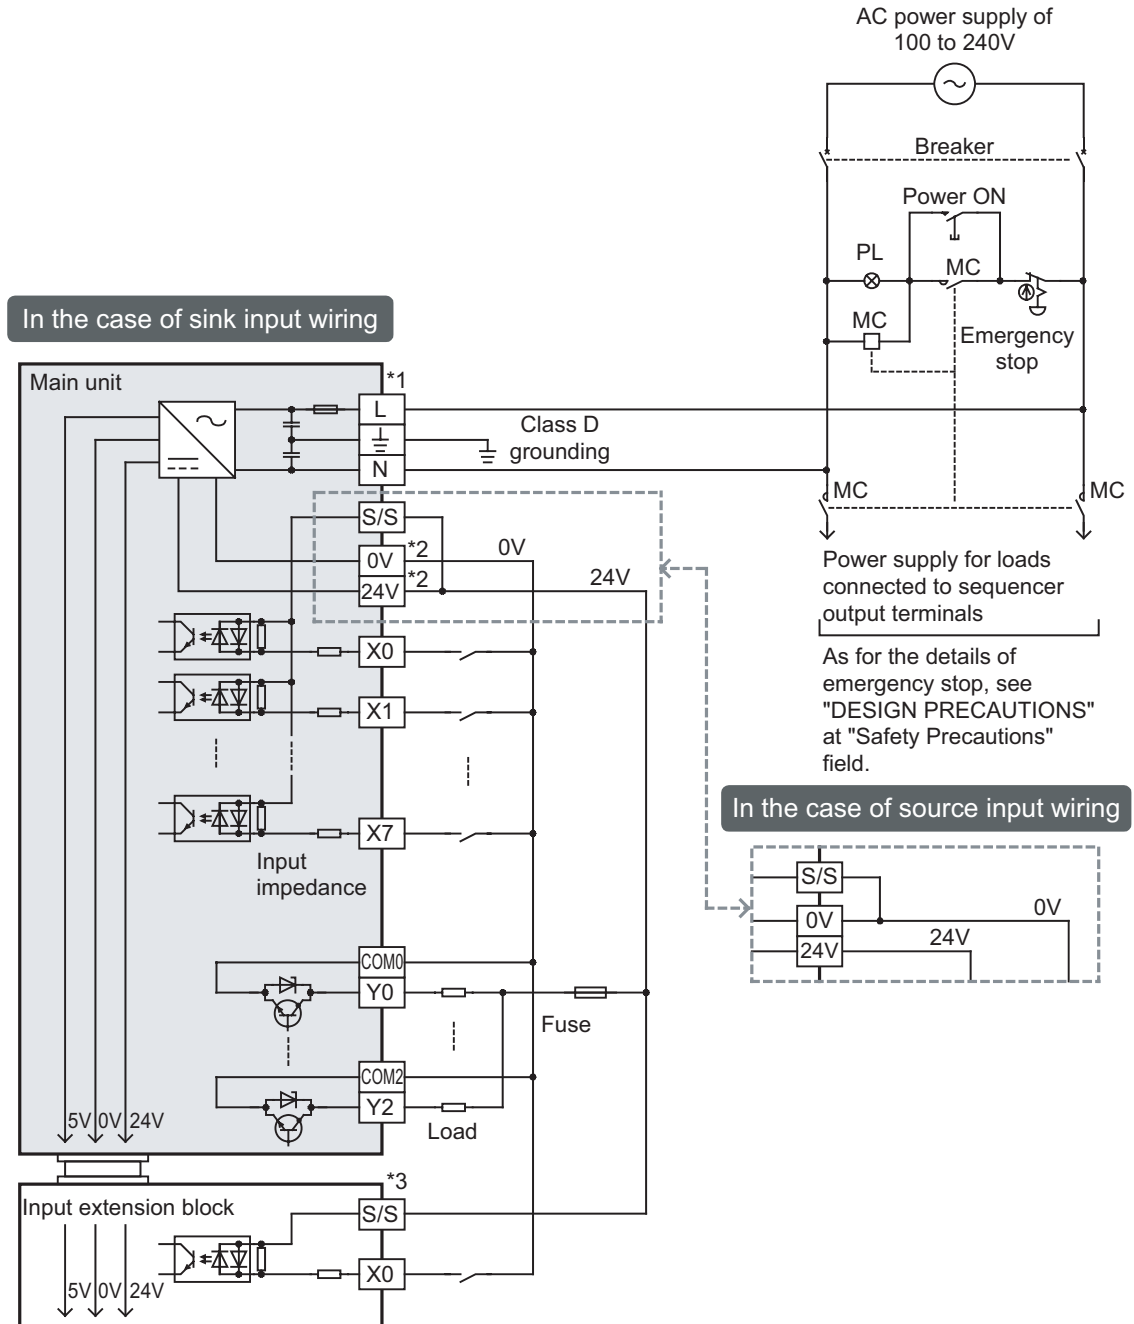 AC power supply of
100 to 240V
Breaker
Power ON
PL
MC
MC
Emergency
stop
In the case of sink input wiring
Main unit
*1
L
Class D
grounding
N
MC
MC
S/S
0V
*2
0V
24V
*2
24V
Power supply for loads
connected to sequencer
output terminals
X0
As for the details of
emergency stop, see
"DESIGN PRECAUTIONS"
at "Safety Precautions"
field.
X1
In the case of source input wiring
X7
Input
impedance
S/S
0V
0V
24V
24V
COM0
Y0
Fuse
COM2
Y2
Load
5V
0V
24V
*3
Input extension block
S/S
X0
5V
0V
24V